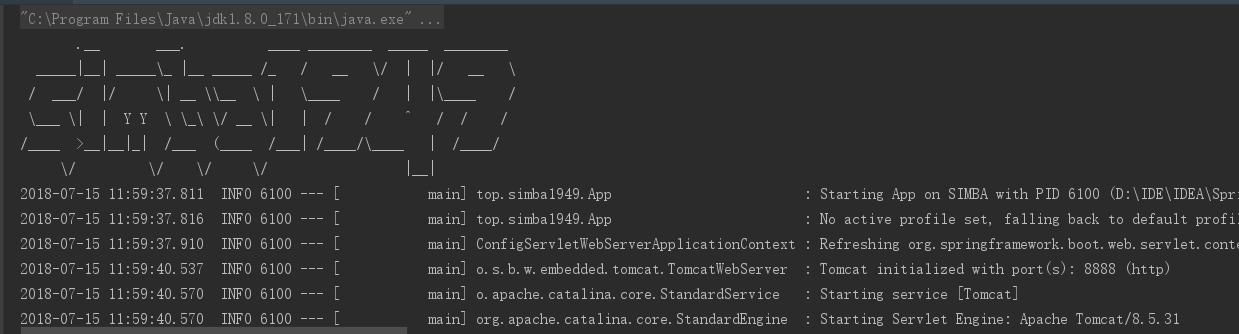 "C:\Program Files\Java\jdk1.8.0_171\bin\java.exe" ...
simba1949
2018-07-15 11:59:37.811  INFO 6100 --- [           main] top.simba1949.App                        : Starting App on SIMBA with PID 6100 (D:\IDE\IDEA\Spri
2018-07-15 11:59:37.816  INFO 6100 --- [           main] top.simba1949.App                        : No active profile set, falling back to default profil
2018-07-15 11:59:37.910  INFO 6100 --- [           main] ConfigServletWebServerApplicationContext : Refreshing org.springframework.boot.web.servlet.conte
2018-07-15 11:59:40.537  INFO 6100 --- [           main] o.s.b.w.embedded.tomcat.TomcatWebServer  : Tomcat initialized with port(s): 8888 (http)
2018-07-15 11:59:40.570  INFO 6100 --- [           main] o.apache.catalina.core.StandardService   : Starting service [Tomcat]
2018-07-15 11:59:40.570  INFO 6100 --- [           main] org.apache.catalina.core.StandardEngine  : Starting Servlet Engine: Apache Tomcat/8.5.31